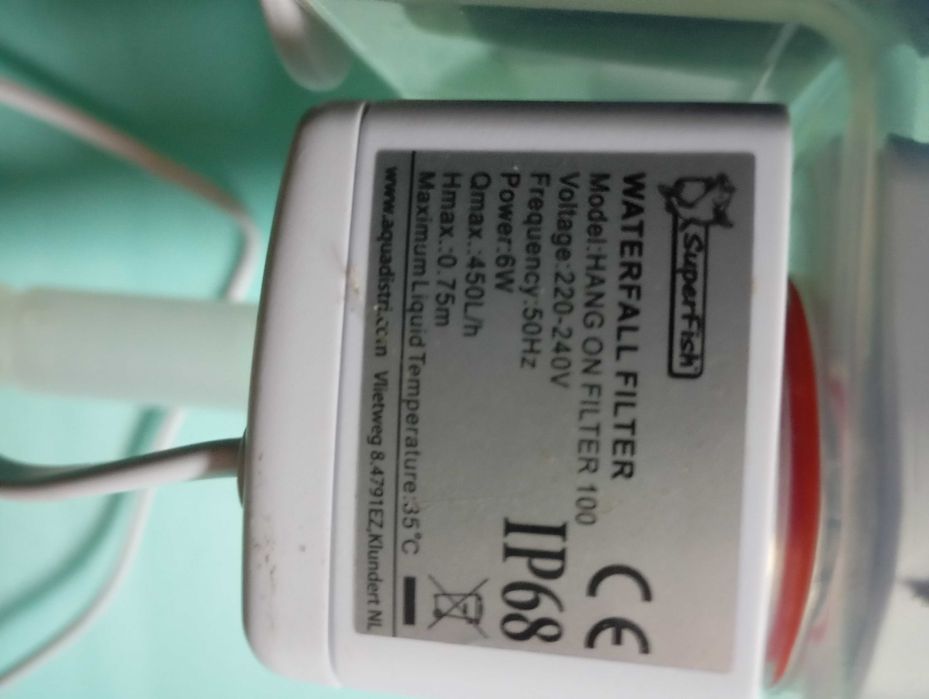 SuperFish
WATERFALL FILTER
Model:HANG ON FILTER 100
Voltage:220-240V
Frequency:50Hz
Power:6W
Qmax.:450L/h
Hmax.:0.75m
Maximum Liquid Temperature:35°C
CE
IP68
www.aquadistri.com Vlietweg 8.4791EZ,Klundert NL